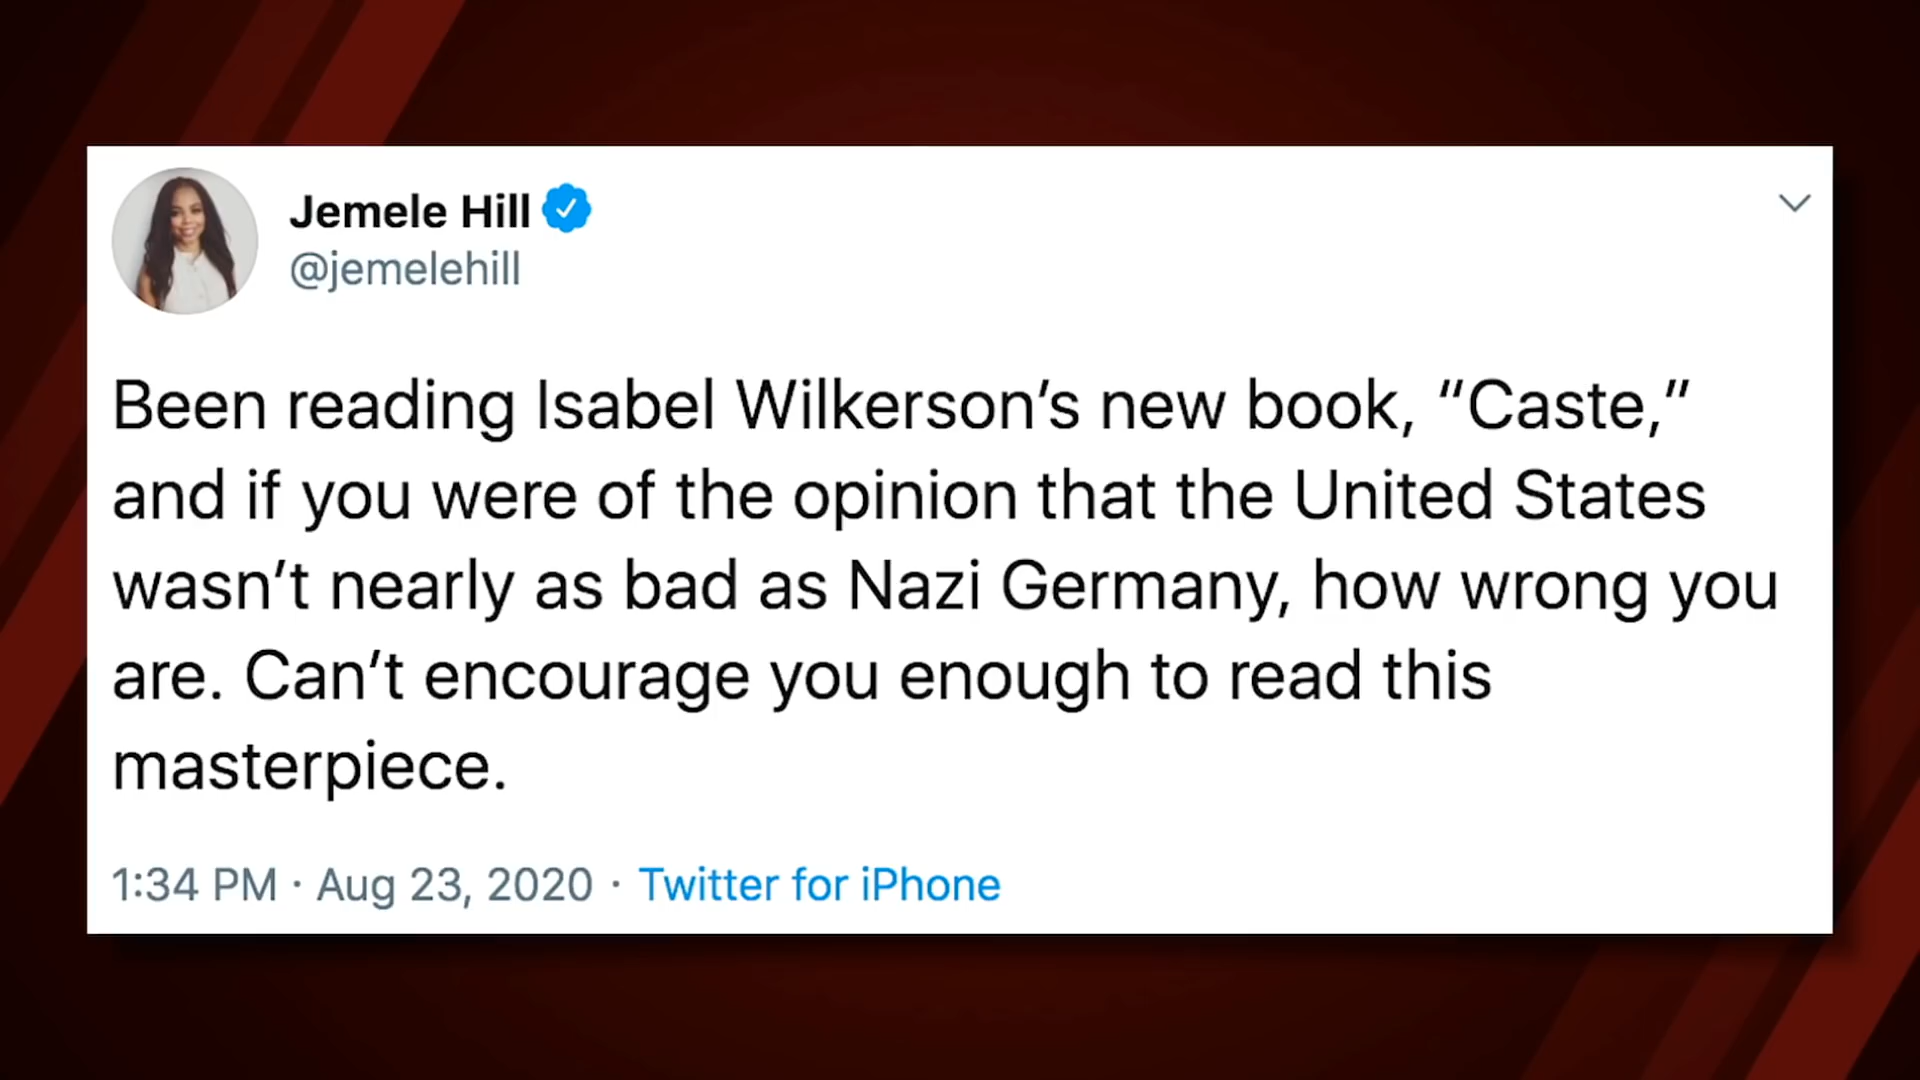 Jemele Hill
@jemelehill
Been reading Isabel Wilkerson’s new book, “Caste,”
and if you were of the opinion that the United States
wasn’t nearly as bad as Nazi Germany, how wrong you
are. Can’t encourage you enough to read this
masterpiece.
1:34 PM · Aug 23, 2020 · Twitter for iPhone